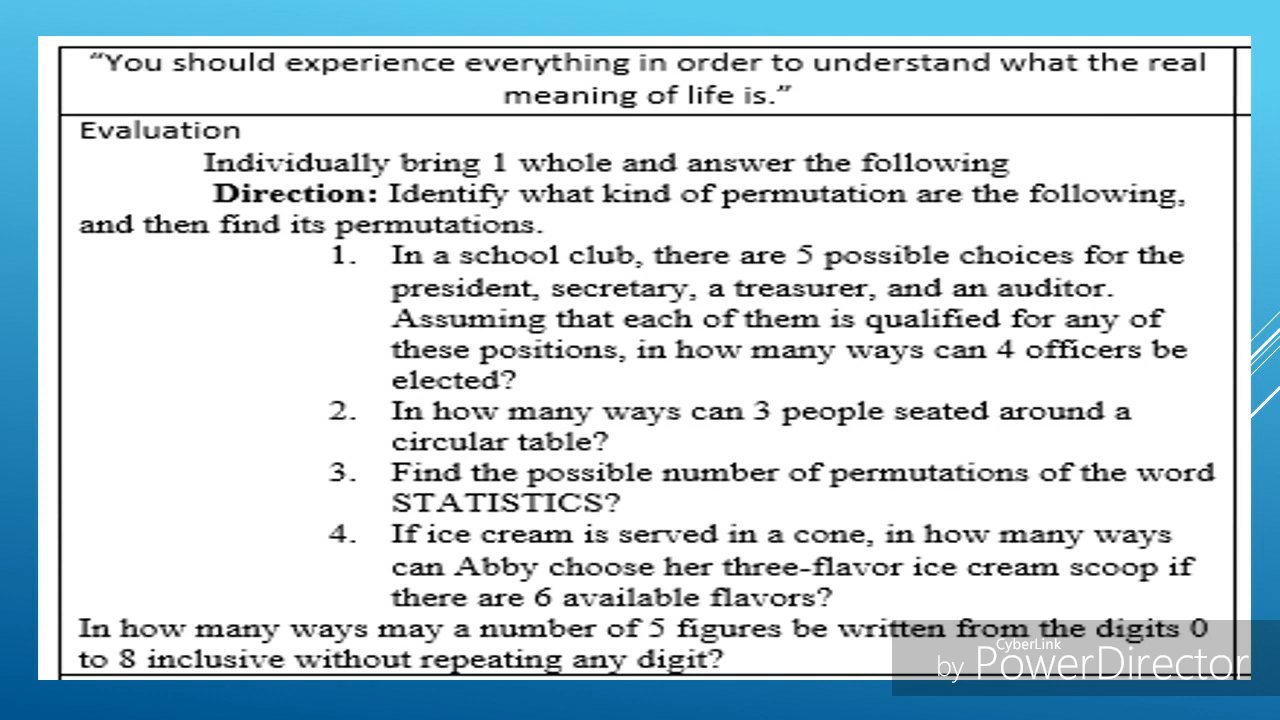 “You should experience everything in order to understand what the real
meaning of life is.”
Evaluation
Individually bring 1 whole and answer the following
Direction: Identify what kind of permutation are the following,
and then find its permutations.
1. In a school club, there are 5 possible choices for the
president, secretary, a treasurer, and an auditor.
Assuming that each of them is qualified for any of
these positions, in how many ways can 4 officers be
elected?
2. In how many ways can 3 people seated around a
circular table?
3. Find the possible number of permutations of the word
STATISTICS?
4. If ice cream is served in a cone, in how many ways
can Abby choose her three-flavor ice cream scoop if
there are 6 available flavors?
In how many ways may a number of 5 figures be written from the digits 0
to 8 inclusive without repeating any digit?
CyberLink
by PowerDirector